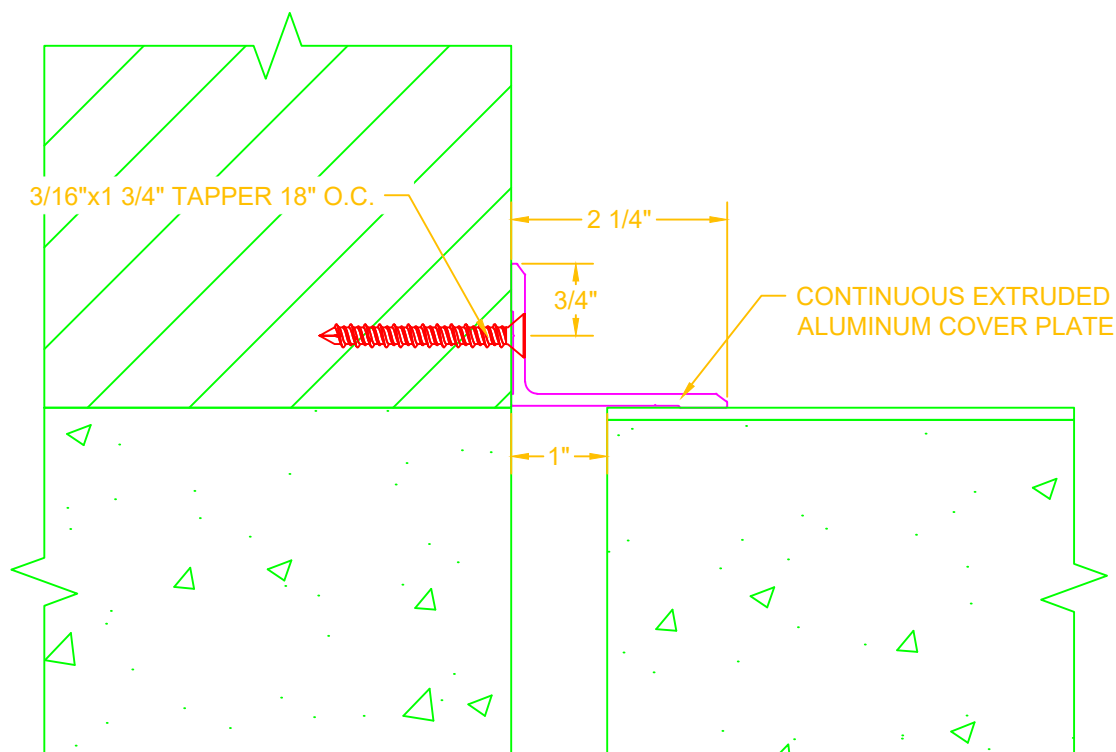 3/16"x1 3/4" TAPPER 18" O.C.
2 1/4"
3/4"
CONTINUOUS EXTRUDED
ALUMINUM COVER PLATE
1"